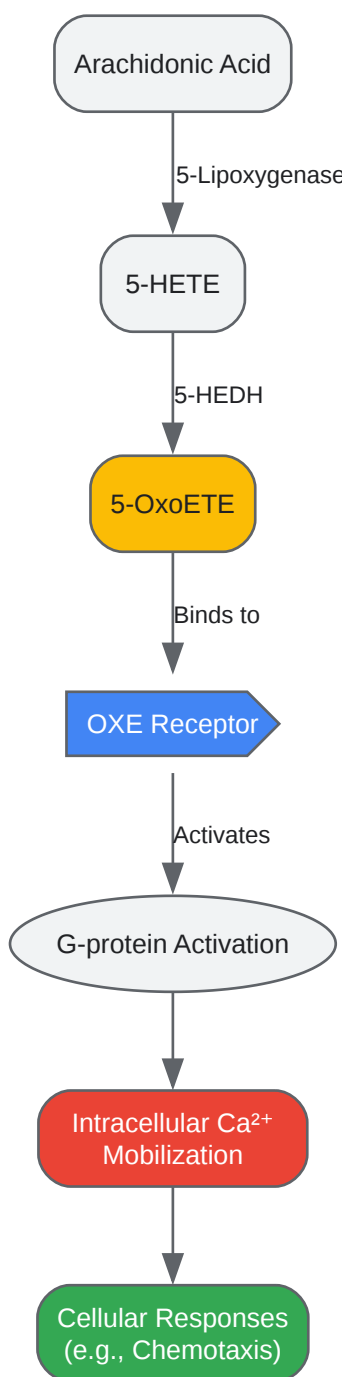 Arachidonic Acid
5-Lipoxygenase
5-HETE
5-HEDH
5-OxoETE
Binds to
OXE Receptor
Activates
G-protein Activation
Intracellular Ca²⁺
Mobilization
Cellular Responses
(e.g., Chemotaxis)